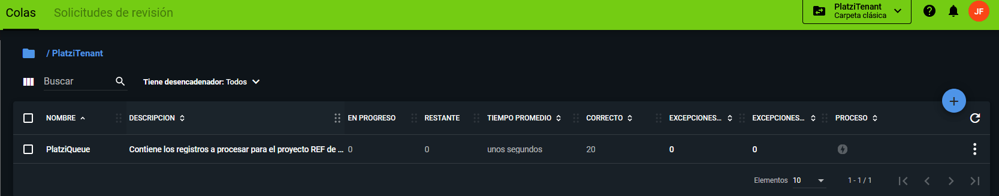 Colas Solicitudes de revisión PlatziTenant
Carpeta clásica
JF
/ PlatziTenant
Buscar Tiene desencadenador: Todos
NOMBRE DESCRIPCION EN PROGRESO RESTANTE TIEMPO PROMEDIO CORRECTO EXCEPCIONES... EXCEPCIONES... PROCESO
PlatziQueue Contiene los registros a procesar para el proyecto REF de ... 0 0 unos segundos 20 0 0
Elementos 10 1 - 1 / 1